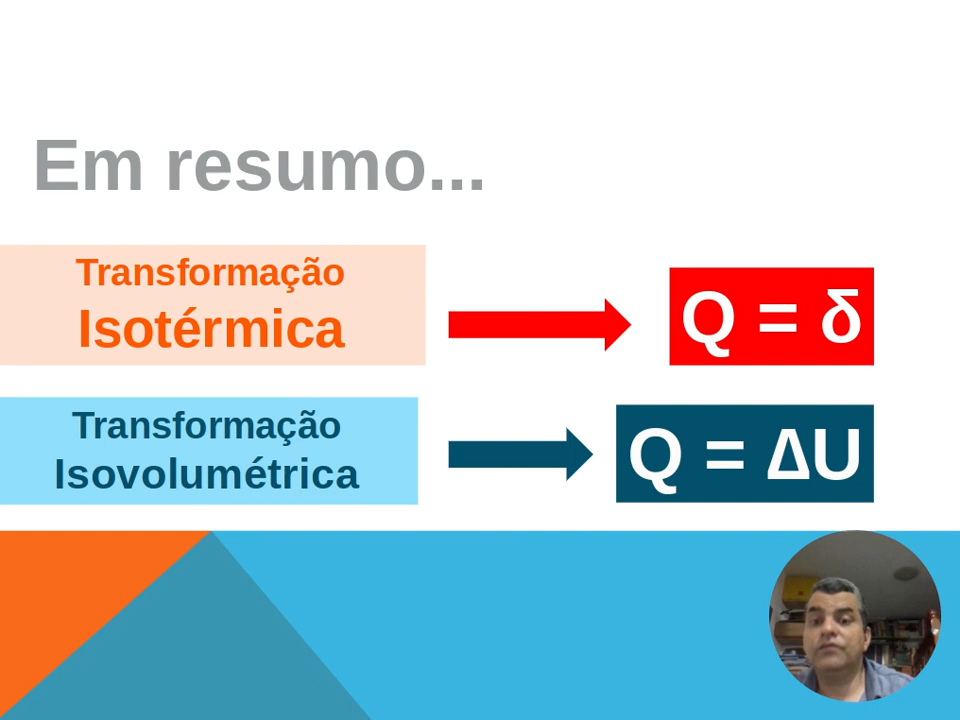 Em resumo...
Transformação
Isotérmica
Q = δ
Transformação
Isovolumétrica
Q = ΔU